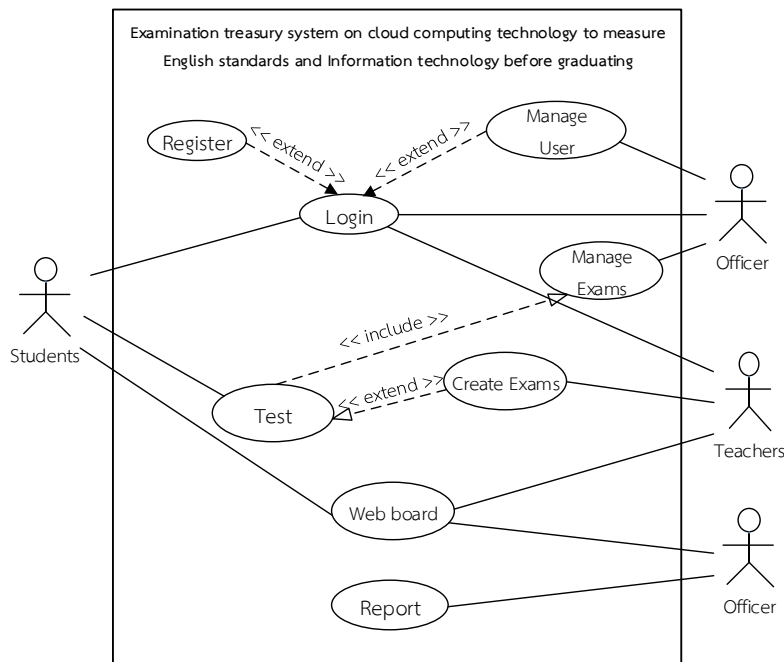 Examination treasury system on cloud computing technology to measure
English standards and Information technology before graduating
Register
<< extend >>
<< extend >>
Manage
User
Login
Officer
Manage
Exams
Students
<< include >>
<< extend >>
Create Exams
Test
Teachers
Web board
Officer
Report